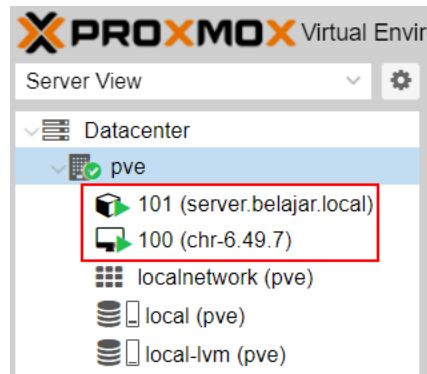 PROXMOX Virtual Envir
Server View
Datacenter
pve
101 (server.belajar.local)
100 (chr-6.49.7)
localnetwork (pve)
local (pve)
local-lvm (pve)